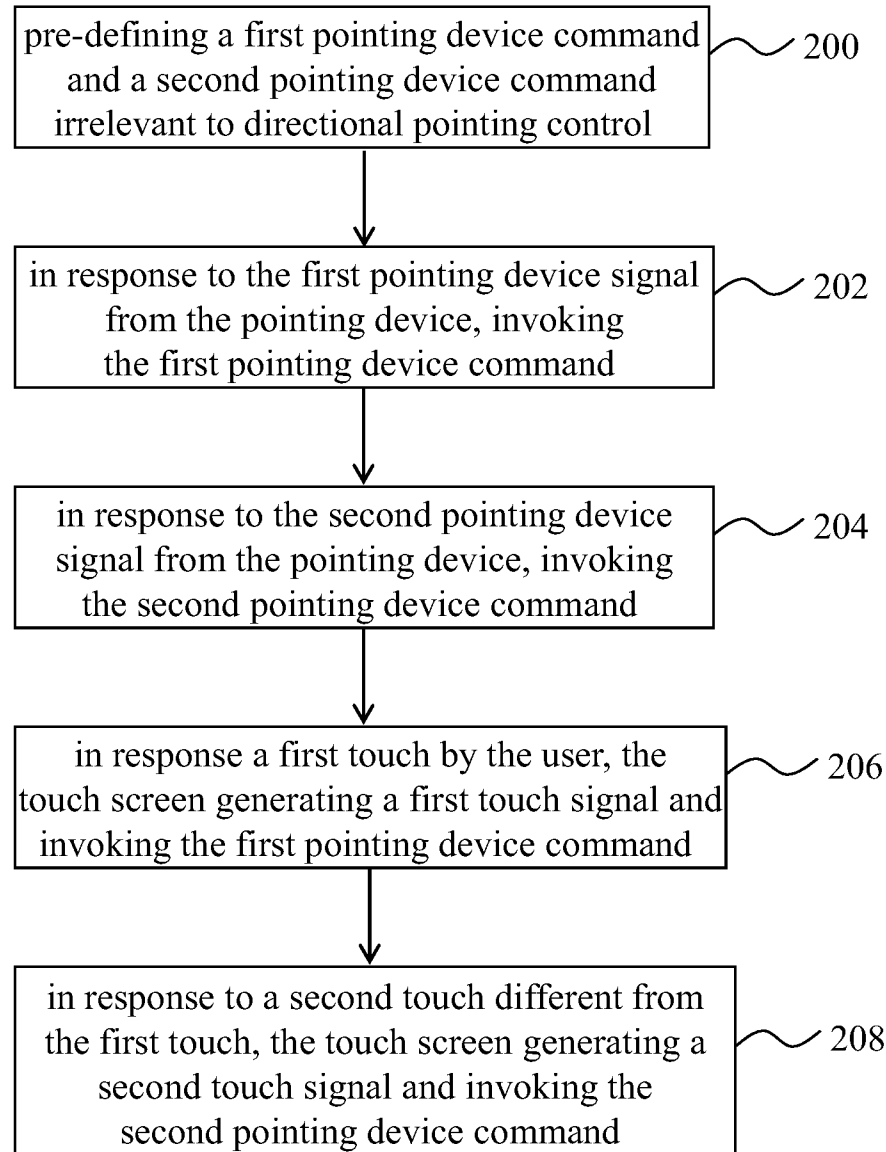 pre-defining a first pointing device command
and a second pointing device command
irrelevant to directional pointing control
200
in response to the first pointing device signal
from the pointing device, invoking
the first pointing device command
202
in response to the second pointing device
signal from the pointing device, invoking
the second pointing device command
204
in response a first touch by the user, the
touch screen generating a first touch signal and
invoking the first pointing device command
206
in response to a second touch different from
the first touch, the touch screen generating a
second touch signal and invoking the
second pointing device command
208